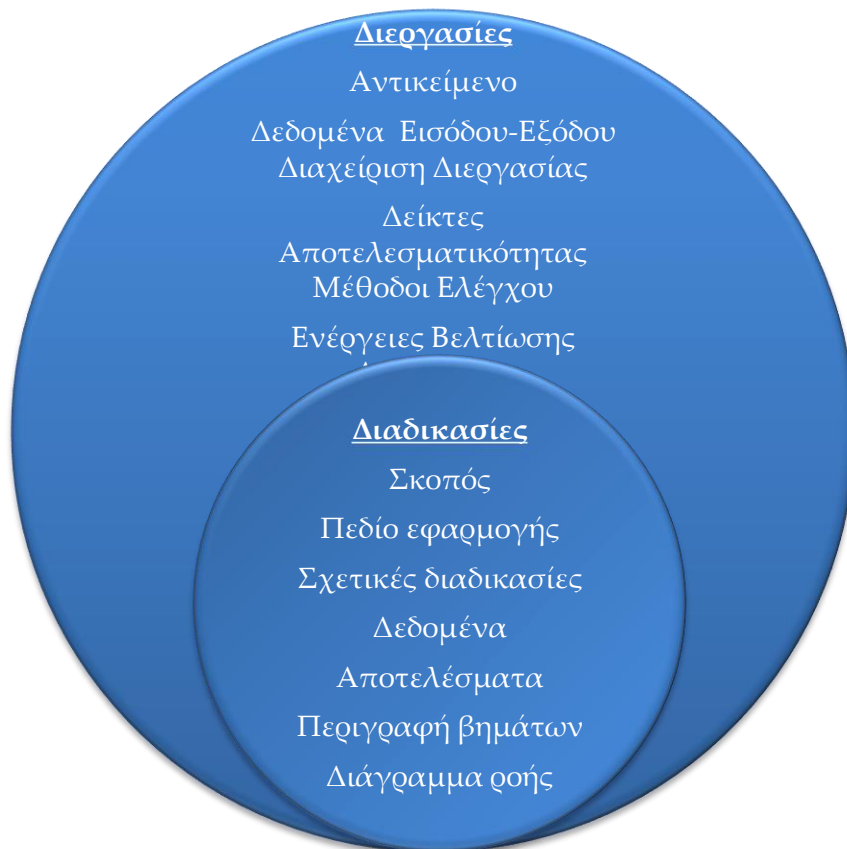 Διεργασίες
Αντικείμενο
Δεδομένα Εισόδου-Εξόδου
Διαχείριση Διεργασίας
Δείκτες
Αποτελεσματικότητας
Μέθοδοι Ελέγχου
Ενέργειες Βελτίωσης
Διαδικασίες
Σκοπός
Πεδίο εφαρμογής
Σχετικές διαδικασίες
Δεδομένα
Αποτελέσματα
Περιγραφή βημάτων
Διάγραμμα ροής